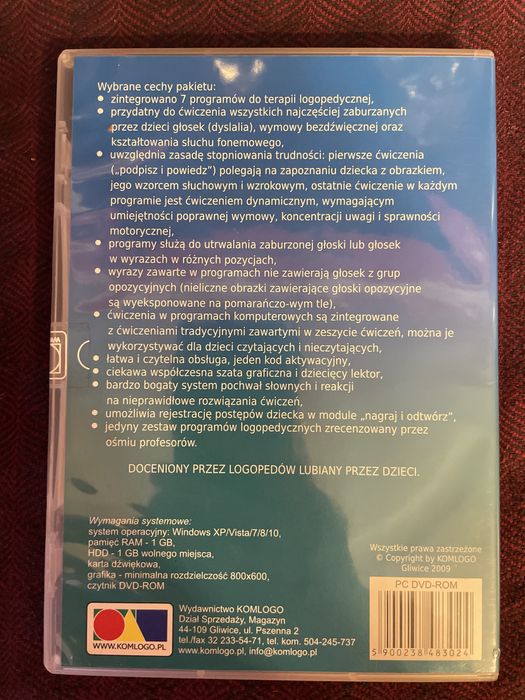 Wybrane cechy pakietu:
• zintegrowano 7 programów do terapii logopedycznej,
• przydatny do ćwiczenia wszystkich najczęściej zaburzanych
przez dzieci głosek (dyslalia), wymowy bezdźwięcznej oraz
kształtowania słuchu fonemowego,
• uwzględnia zasadę stopniowania trudności: pierwsze ćwiczenia
(„podpisz i powiedz”) polegają na zapoznaniu dziecka z obrazkiem,
jego wzorcem słuchowym i wzrokowym, ostatnie ćwiczenie w każdym
programie jest ćwiczeniem dynamicznym, wymagającym
umiejętności poprawnej wymowy, koncentracji uwagi i sprawności
motorycznej,
• programy służą do utrwalania zaburzonej głoski lub głosek
w wyrazach w różnych pozycjach,
• wyrazy zawarte w programach nie zawierają głosek z grup
opozycyjnych (nieliczne obrazki zawierające głoski opozycyjne
są wyeksponowane na pomarańczo-wym tle),
• ćwiczenia w programach komputerowych są zintegrowane
z ćwiczeniami tradycyjnymi zawartymi w zeszycie ćwiczeń, można je
wykorzystywać dla dzieci czytających i nieczytających,
• łatwa i czytelna obsługa, jeden kod aktywacyjny,
• ciekawa współczesna szata graficzna i dziecięcy lektor,
• bardzo bogaty system pochwał słownych i reakcji
na nieprawidłowe rozwiązania ćwiczeń,
• umożliwia rejestrację postępów dziecka w module „nagraj i odtwórz”,
• jedyny zestaw programów logopedycznych zrecenzowany przez
ośmiu profesorów.
DOCENIONY PRZEZ LOGOPEDÓW LUBIANY PRZEZ DZIECI.
Wymagania systemowe:
system operacyjny: Windows XP/Vista/7/8/10,
pamięć RAM - 1 GB,
HDD - 1 GB wolnego miejsca,
karta dźwiękowa,
grafika - minimalna rozdzielczość 800x600,
czytnik DVD-ROM
Wszystkie prawa zastrzeżone
© Copyright by KOMLOGO
Gliwice 2009
PC DVD-ROM
5 900238 483024
WWW.KOMLOGO.PL
Wydawnictwo KOMLOGO
Dział Sprzedaży, Magazyn
44-109 Gliwice, ul. Pszenna 2
tel./fax 32 233-54-71, tel. kom. 504-245-737
www.komlogo.pl, info@komlogo.pl